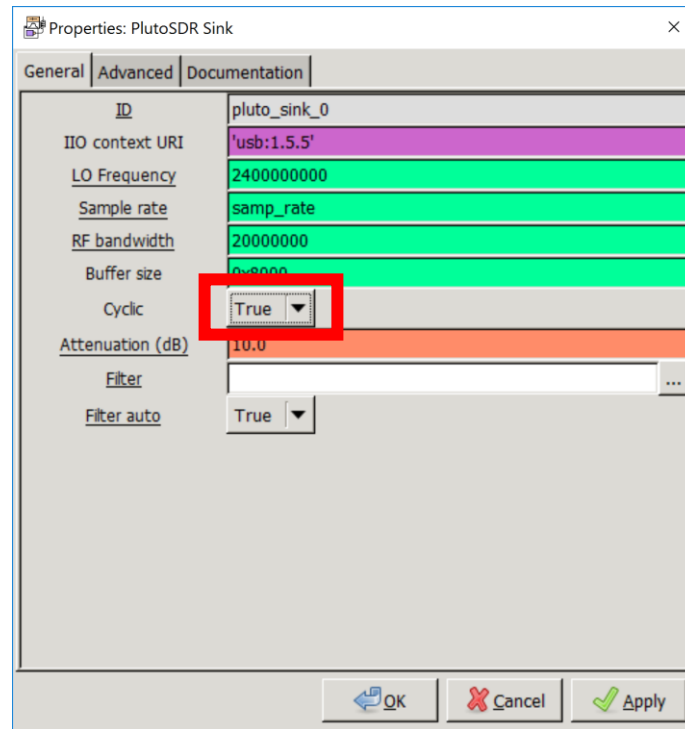 Properties: PlutoSDR Sink
General Advanced Documentation
ID pluto_sink_0
IIO context URI 'usb:1.5.5'
LO Frequency 2400000000
Sample rate samp_rate
RF bandwidth 20000000
Buffer size 0x8000
Cyclic True
Attenuation (dB) 10.0
Filter ...
Filter auto True
OK Cancel Apply